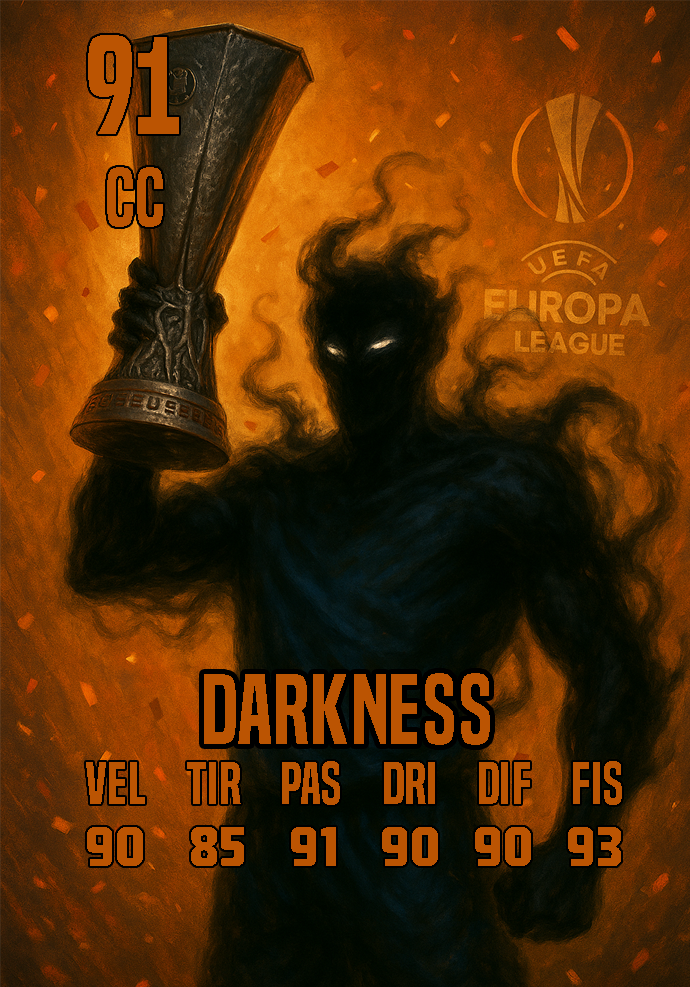 91
CC
UEFA
EUROPA
LEAGUE
DARKNESS
VEL TIR PAS DRI DIF FIS
90 85 91 90 90 93